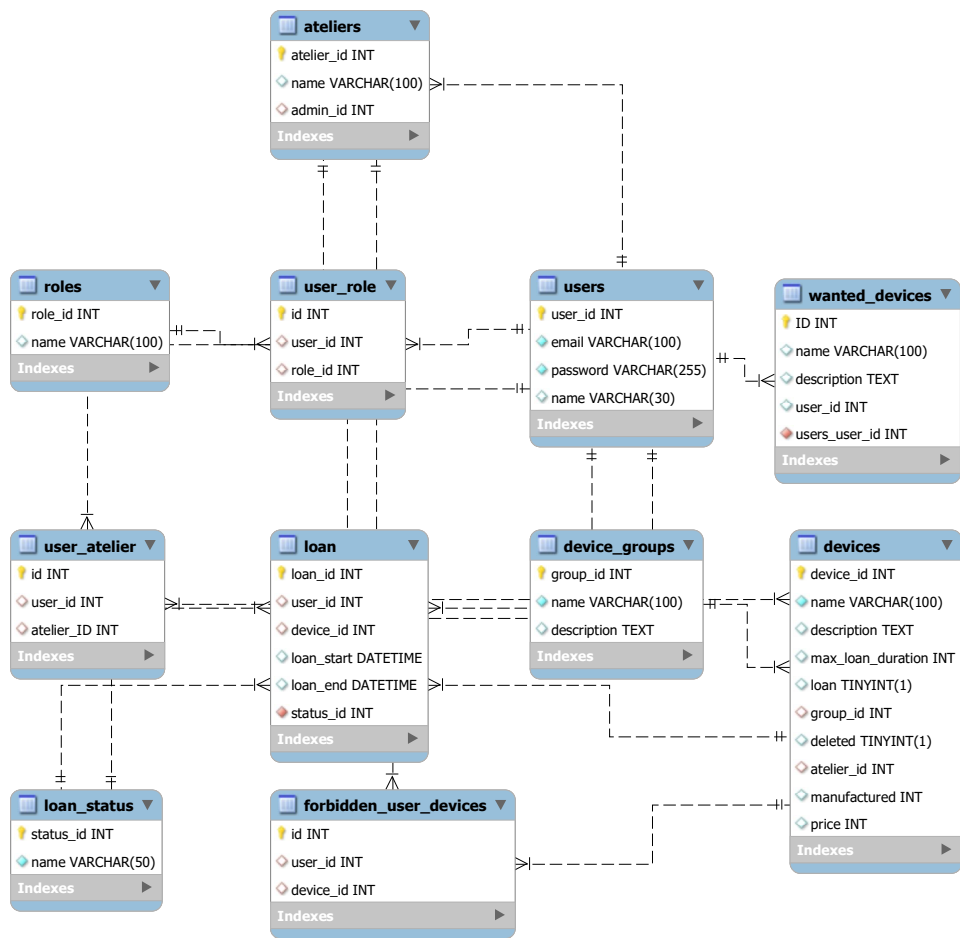 ateliers
atelier_id INT
name VARCHAR(100)
admin_id INT
Indexes
roles
role_id INT
name VARCHAR(100)
Indexes
user_role
id INT
user_id INT
role_id INT
Indexes
users
user_id INT
email VARCHAR(100)
password VARCHAR(255)
name VARCHAR(30)
Indexes
wanted_devices
ID INT
name VARCHAR(100)
description TEXT
user_id INT
users_user_id INT
Indexes
user_atelier
id INT
user_id INT
atelier_ID INT
Indexes
loan
loan_id INT
user_id INT
device_id INT
loan_start DATETIME
loan_end DATETIME
status_id INT
Indexes
device_groups
group_id INT
name VARCHAR(100)
description TEXT
Indexes
devices
device_id INT
name VARCHAR(100)
description TEXT
max_loan_duration INT
loan TINYINT(1)
group_id INT
deleted TINYINT(1)
atelier_id INT
manufactured INT
price INT
Indexes
loan_status
status_id INT
name VARCHAR(50)
Indexes
forbidden_user_devices
id INT
user_id INT
device_id INT
Indexes